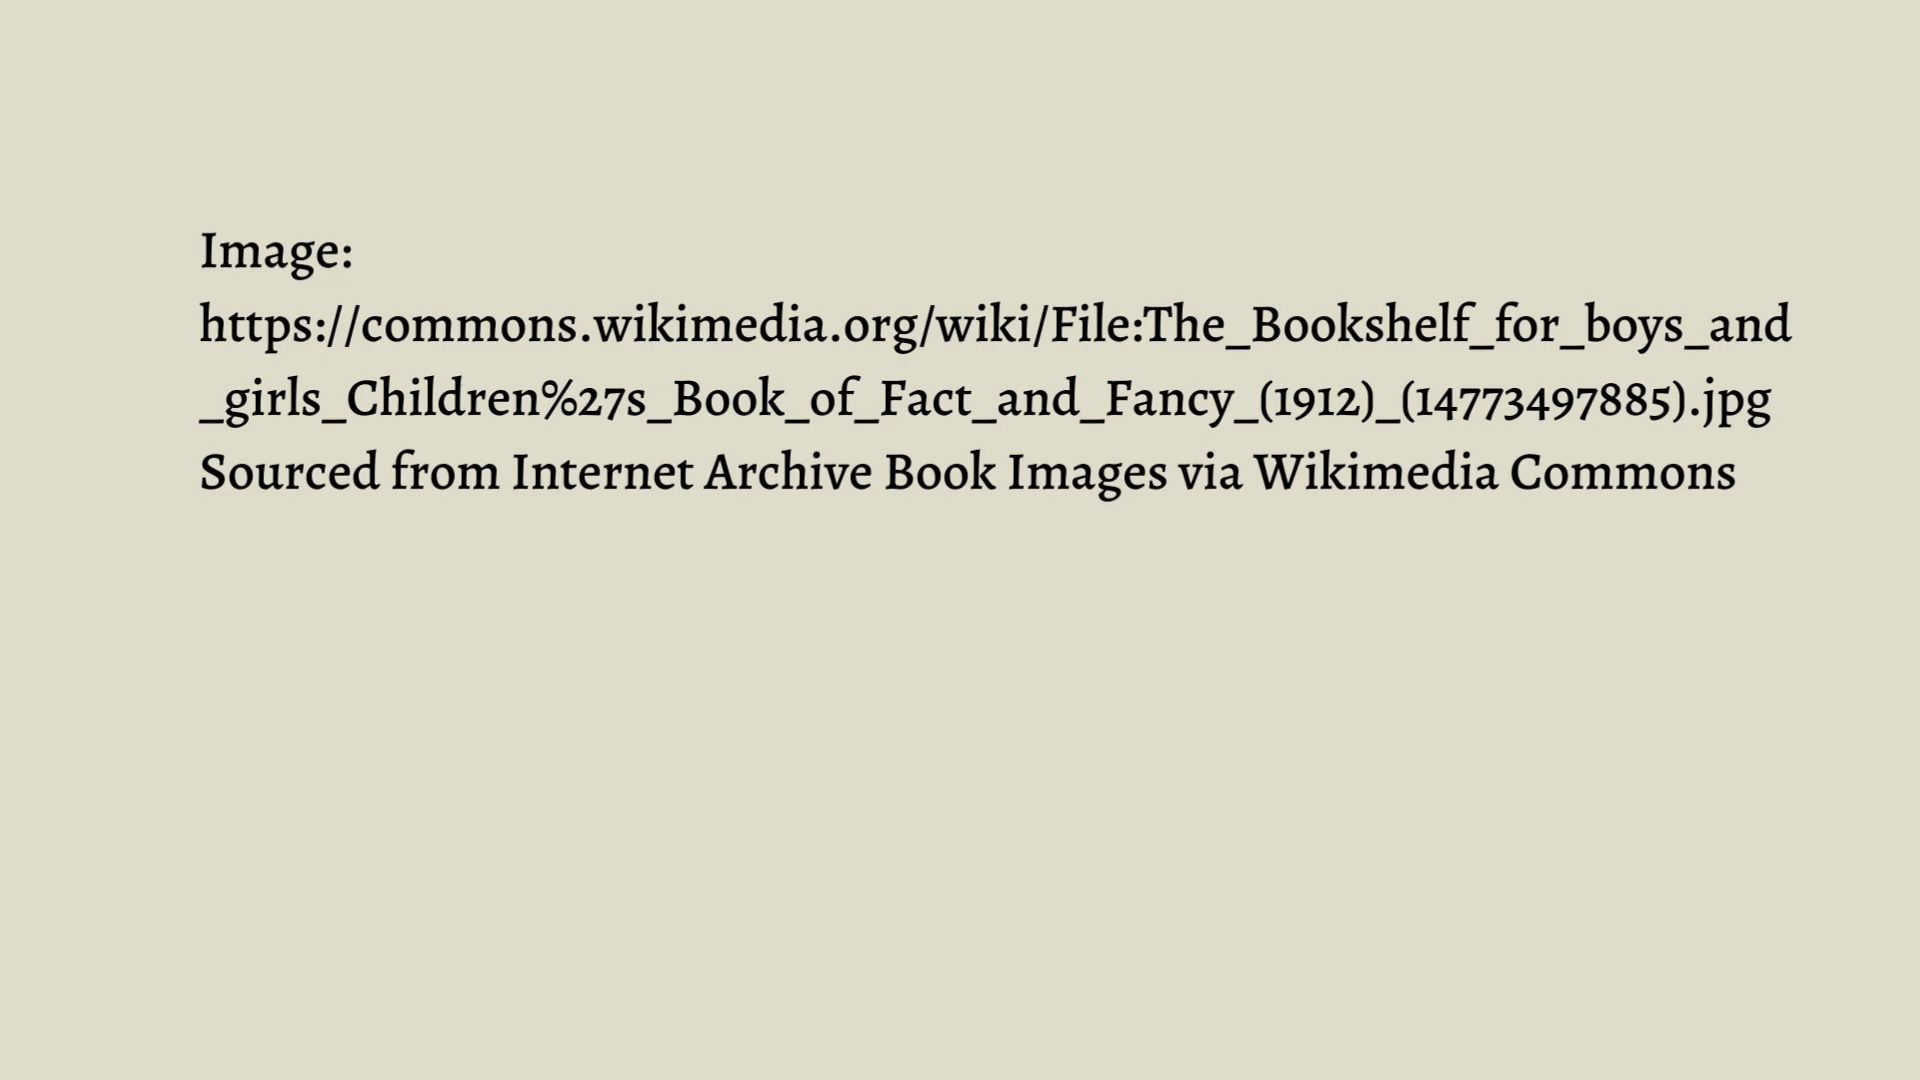 Image:
https://commons.wikimedia.org/wiki/File:The_Bookshelf_for_boys_and
_girls_Children%27s_Book_of_Fact_and_Fancy_(1912)_(14773497885).jpg
Sourced from Internet Archive Book Images via Wikimedia Commons